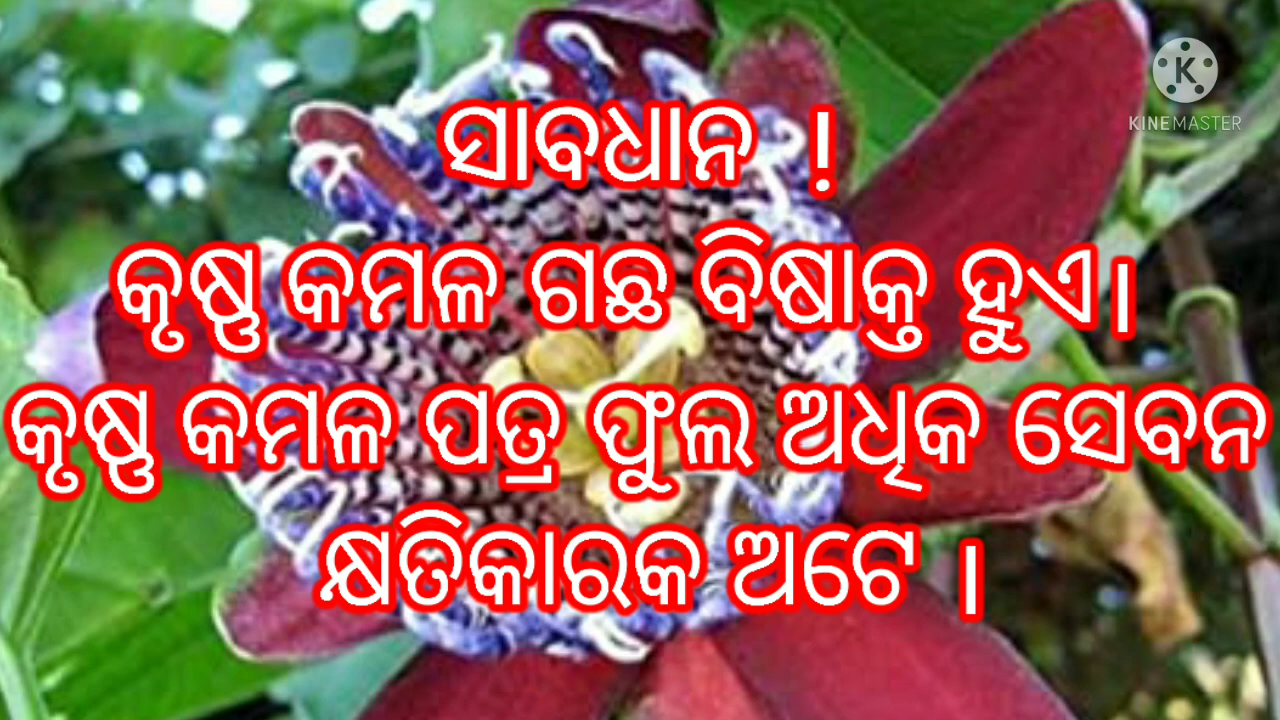 ସାବଧାନ !
କୃଷ୍ଣ କମଳ ଗଛ ବିଷାକ୍ତ ହୁଏ।
କୃଷ୍ଣ କମଳ ପତ୍ର ଫୁଲ ଅଧିକ ସେବନ
କ୍ଷତିକାରକ ଅଟେ ।
K
KINEMASTER